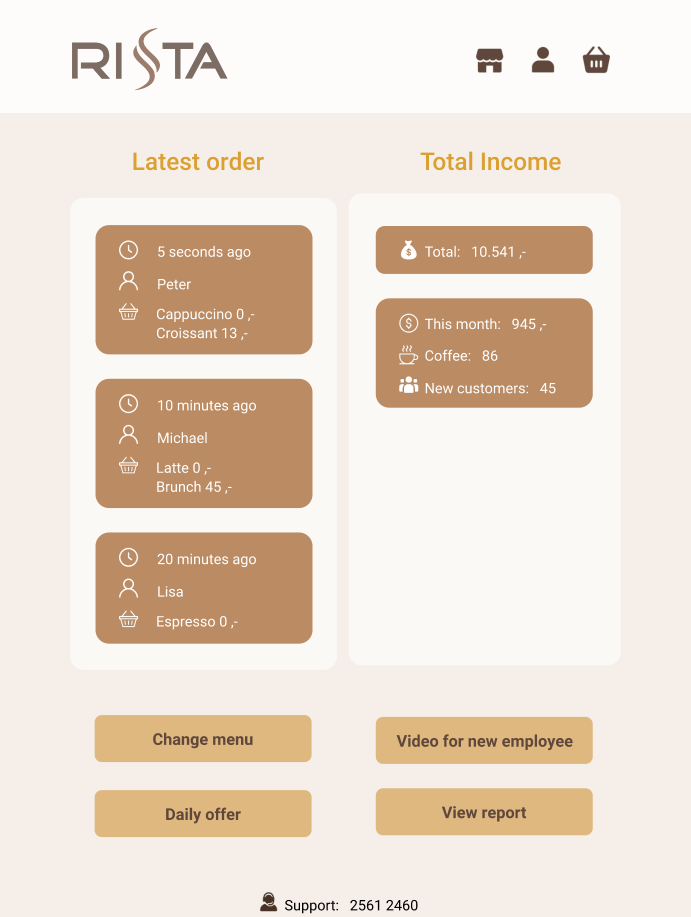 RISTA
Latest order
5 seconds ago
Peter
Cappuccino 0 ,-
Croissant 13 ,-
10 minutes ago
Michael
Latte 0 ,-
Brunch 45 ,-
20 minutes ago
Lisa
Espresso 0 ,-
Total Income
Total: 10.541 ,-
This month: 945 ,-
Coffee: 86
New customers: 45
Change menu
Video for new employee
Daily offer
View report
Support: 2561 2460